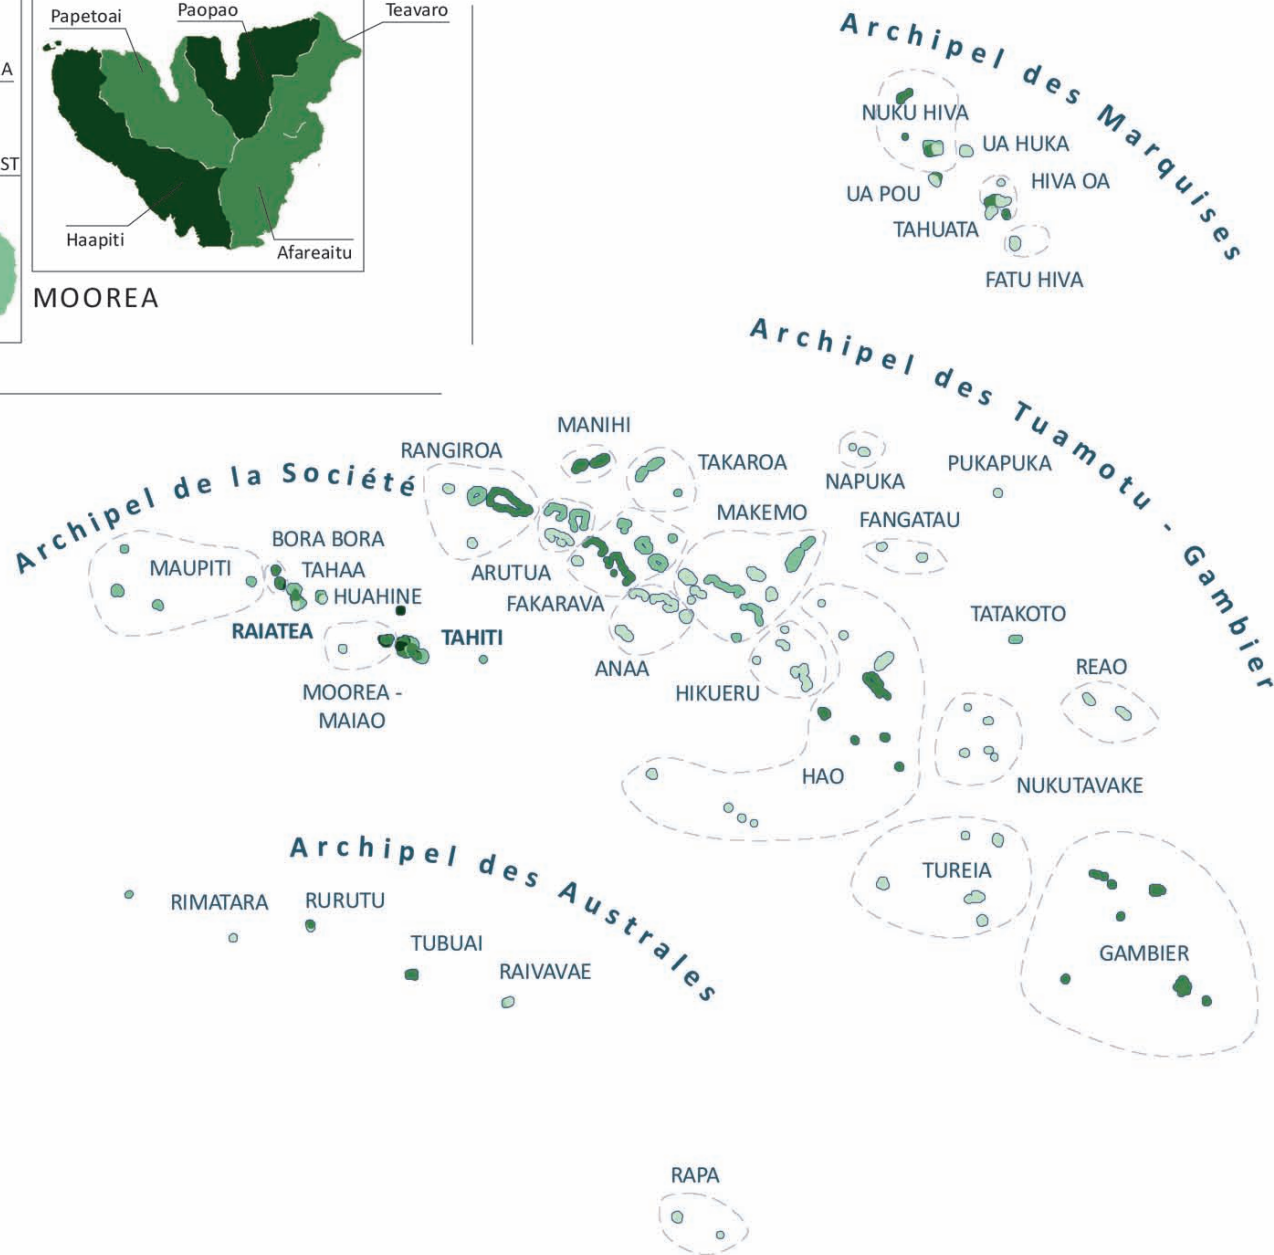 Papetoai
Paopao
Teavaro
A
ST
Haapiti
Afareaitu
MOOREA
Archipel des Marquises
NUKU HIVA
UA HUKA
UA POU
HIVA OA
TAHUATA
FATU HIVA
Archipel des Tuamotu - Gambier
MANIHI
RANGIROA
TAKAROA
NAPUKA
PUKAPUKA
Archipel de la Société
MAKEMO
FANGATAU
BORA BORA
MAUPITI
TAHAA
ARUTUA
HUAHINE
FAKARAVA
TATAKOTO
RAIATEA
TAHITI
ANAA
REAO
MOOREA -
MAIAO
HIKUERU
HAO
NUKUTAVAKE
Archipel des Australes
TUREIA
RIMATARA
RURUTU
TUBUAI
RAIVAVAE
GAMBIER
RAPA